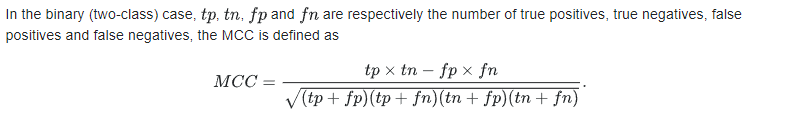 In the binary (two-class) case, tp, tn, fp and fn are respectively the number of true positives, true negatives, false
positives and false negatives, the MCC is defined as
MCC = \frac{tp \times tn - fp \times fn}{\sqrt{(tp + fp)(tp + fn)(tn + fp)(tn + fn)}}.